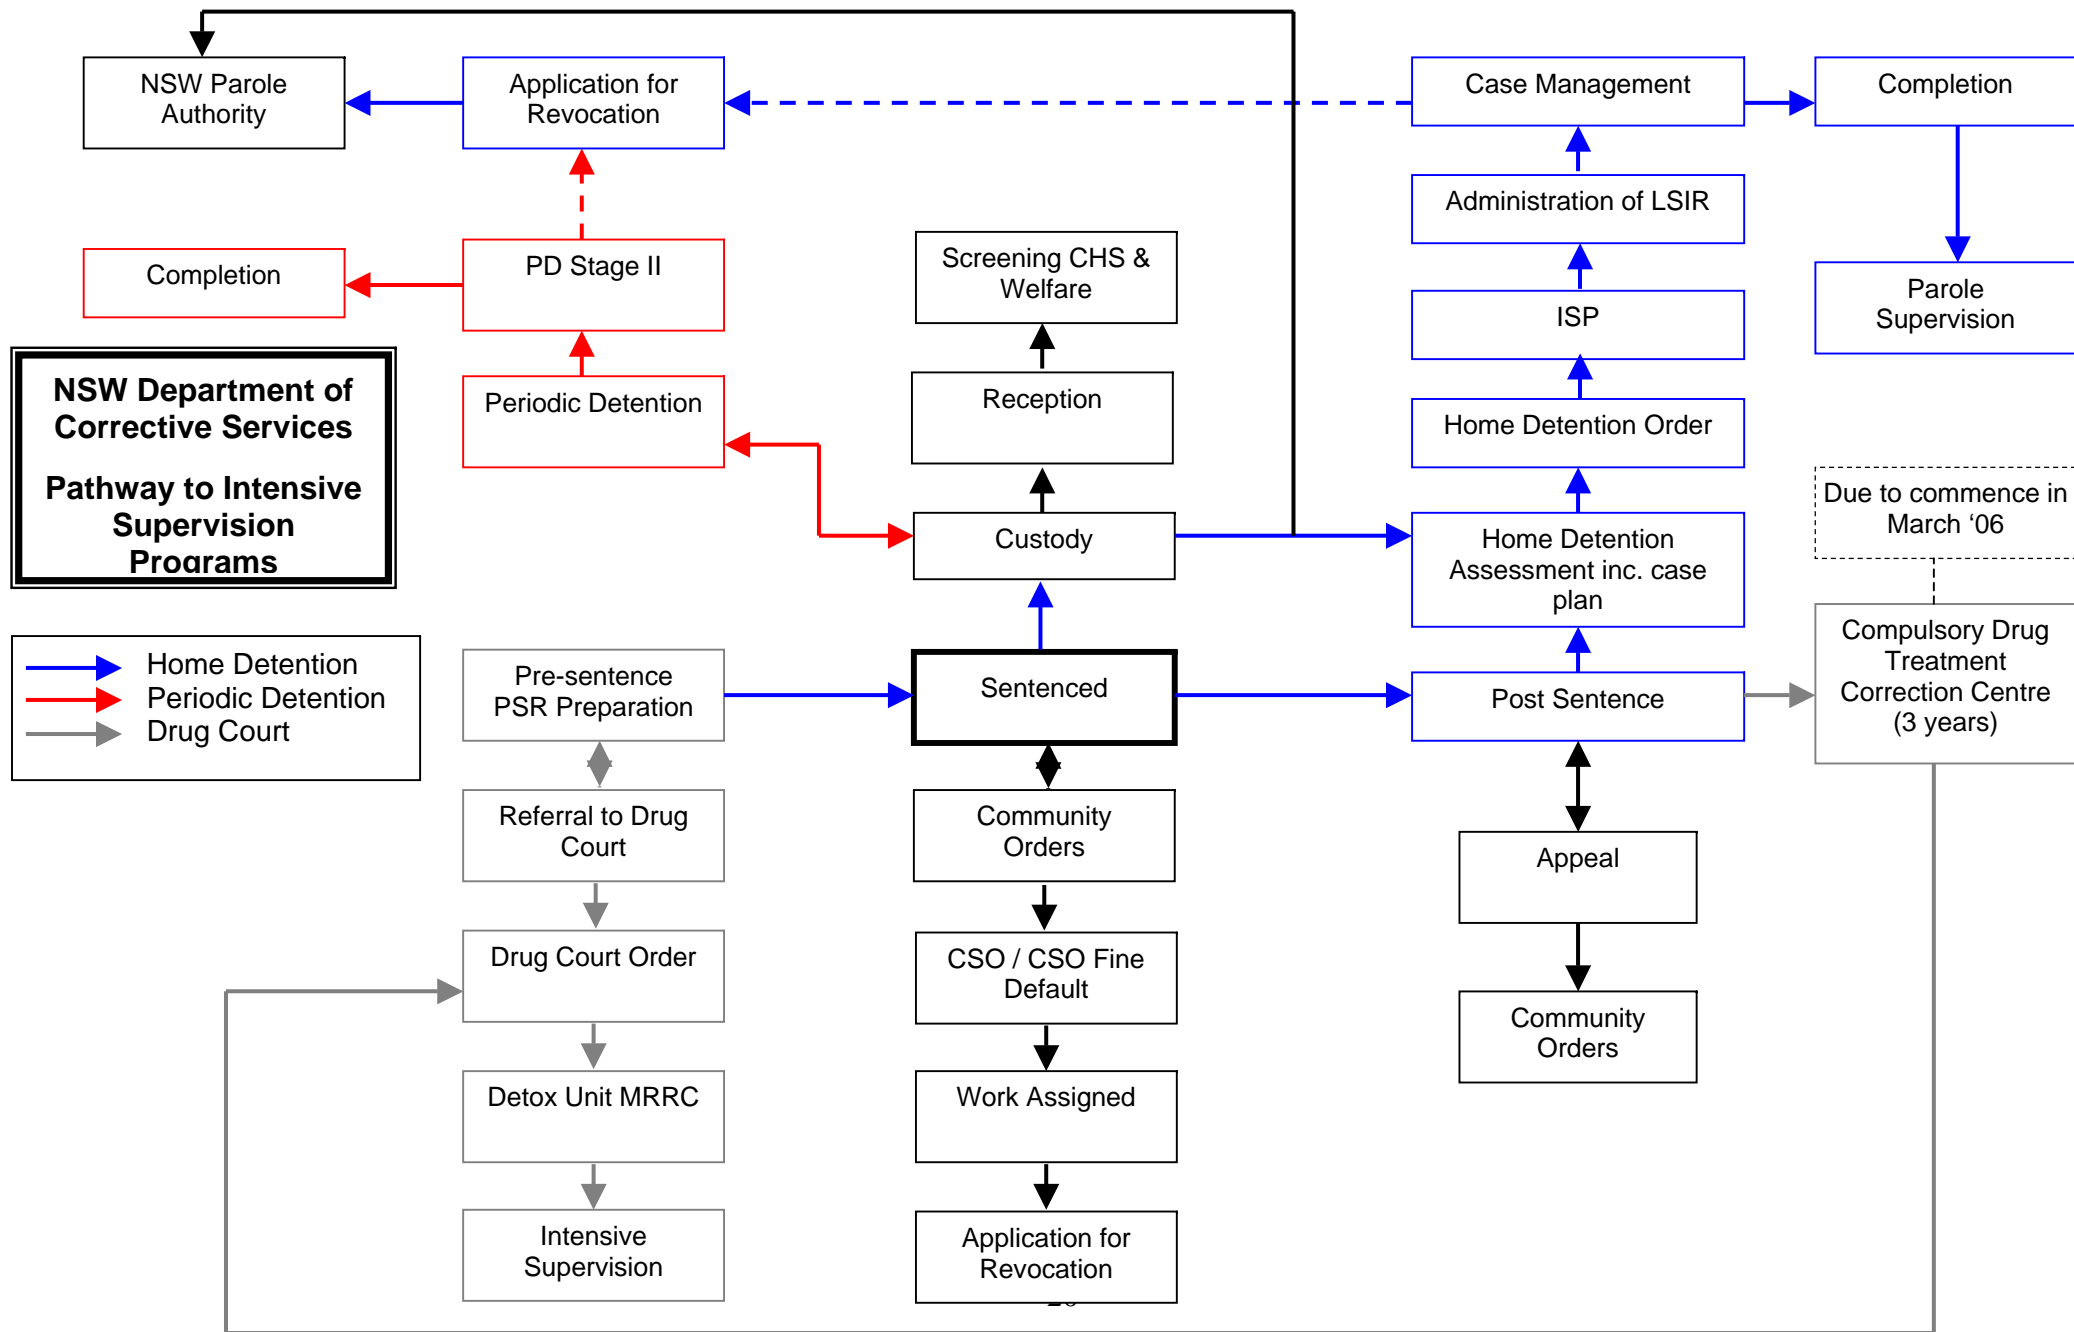 NSW Parole
Authority
Application for
Revocation
Case Management
Completion
Administration of LSIR
Completion
PD Stage II
Screening CHS &
Welfare
ISP
Parole
Supervision
NSW Department of
Corrective Services
Pathway to Intensive
Supervision
Programs
Periodic Detention
Reception
Home Detention Order
Due to commence in
March ‘06
Custody
Home Detention
Assessment inc. case
plan
Home Detention
Periodic Detention
Drug Court
Pre-sentence
PSR Preparation
Sentenced
Post Sentence
Compulsory Drug
Treatment
Correction Centre
(3 years)
Referral to Drug
Court
Community
Orders
Appeal
Drug Court Order
CSO / CSO Fine
Default
Community
Orders
Detox Unit MRRC
Work Assigned
Intensive
Supervision
Application for
Revocation